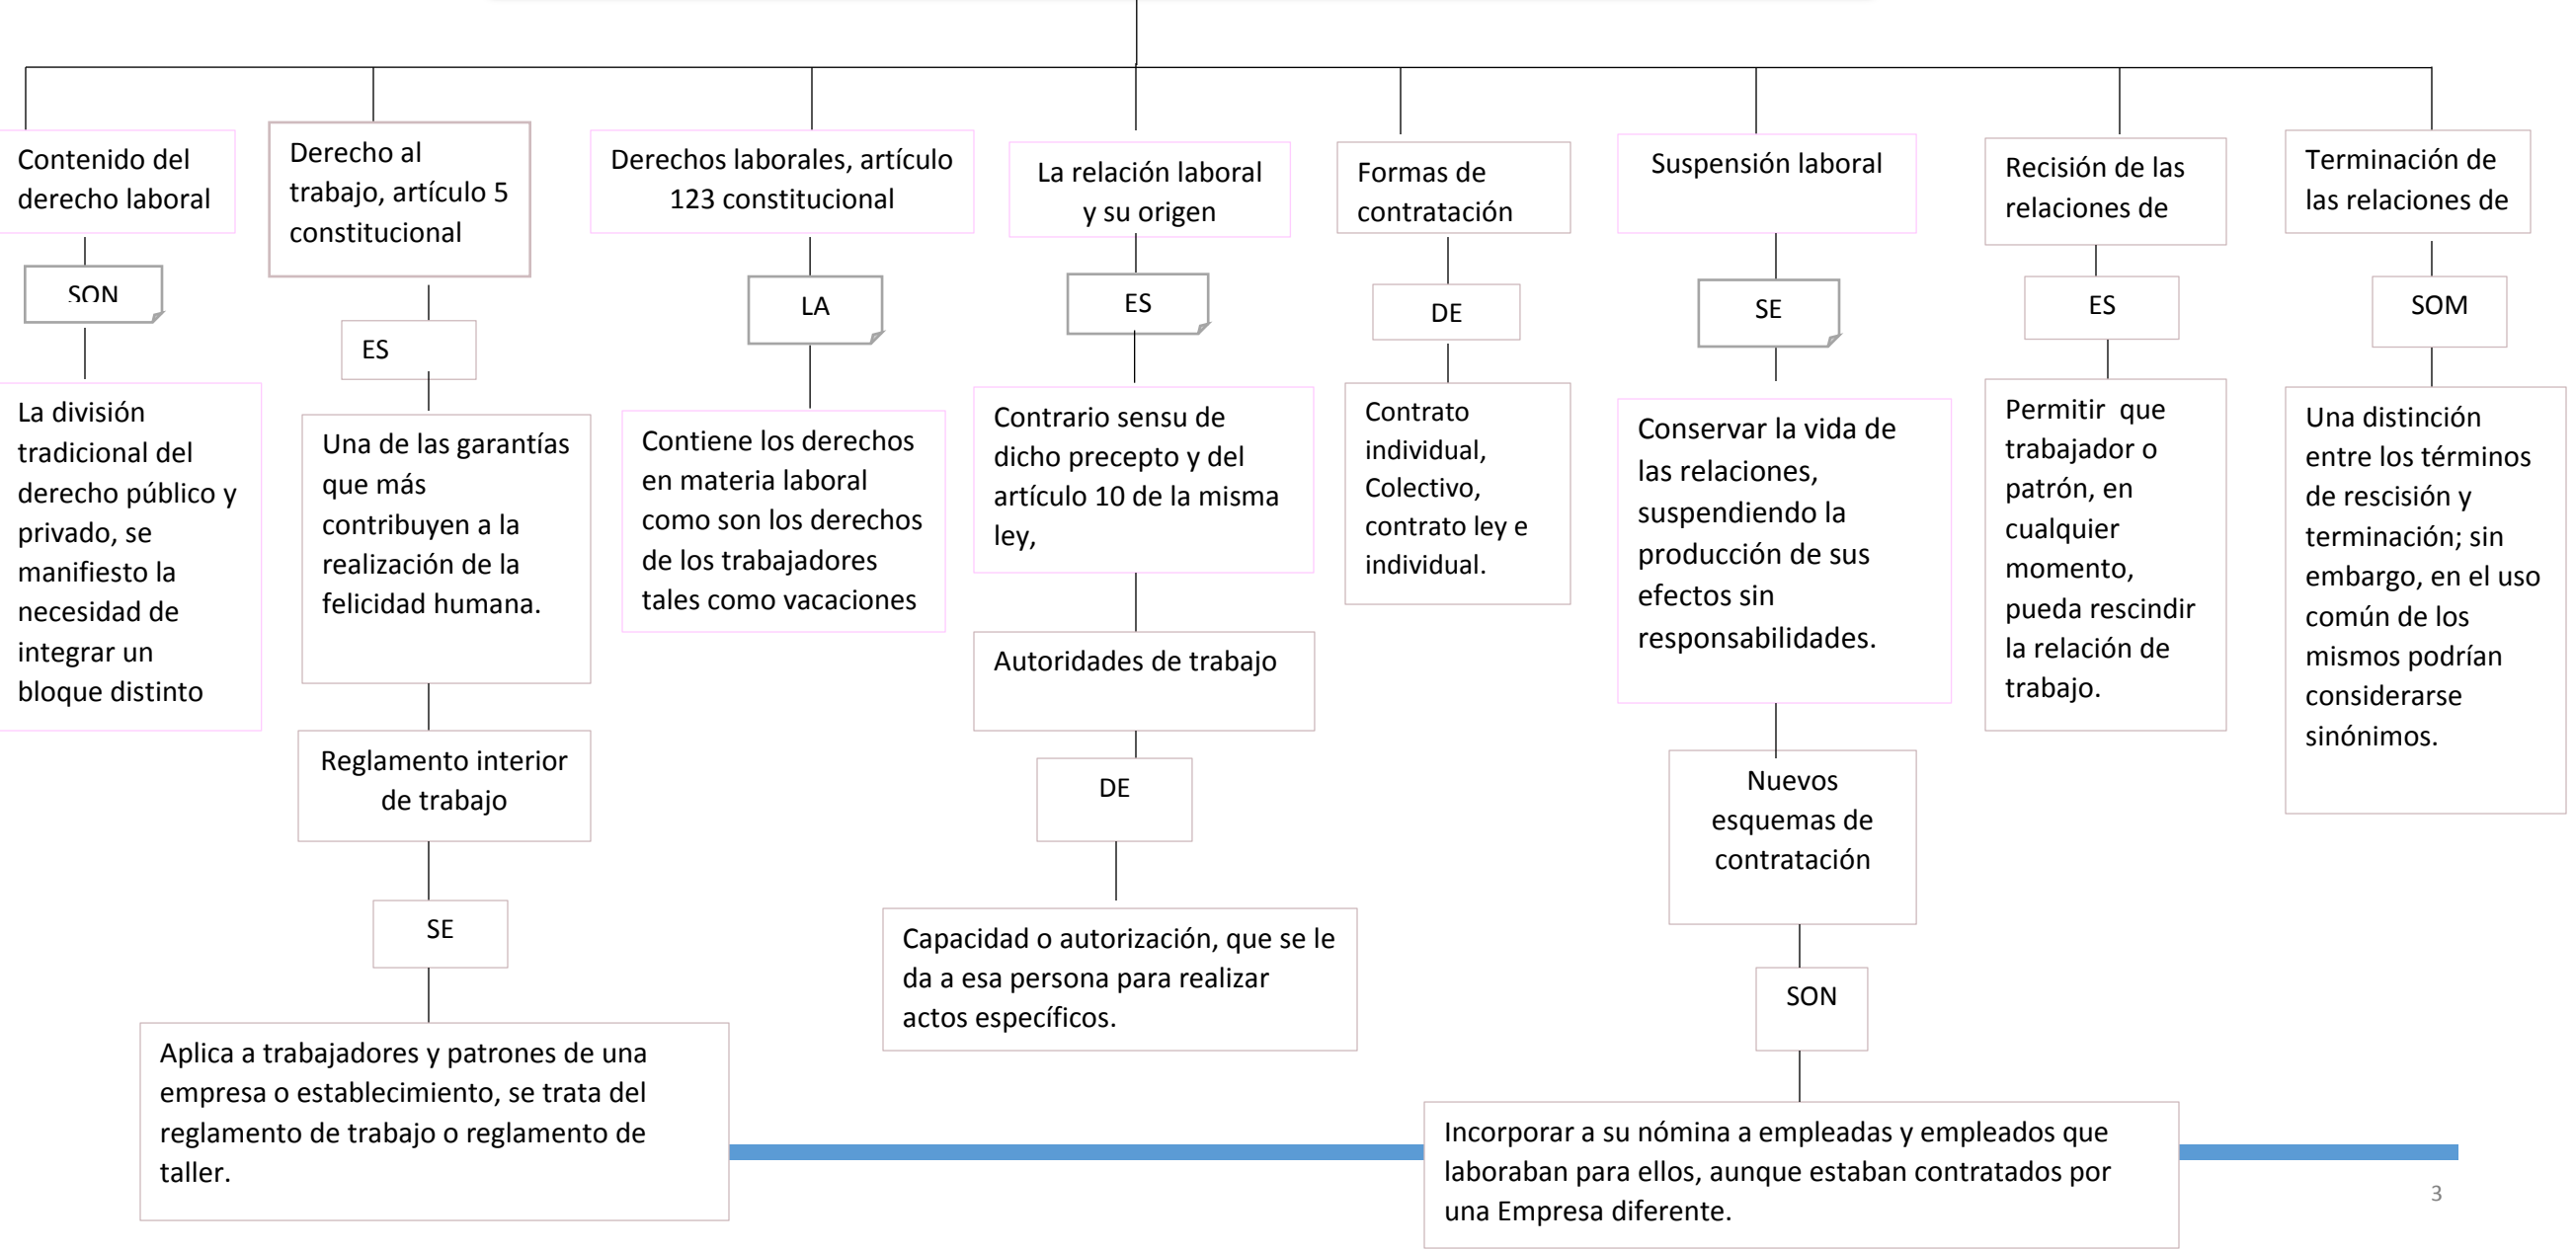 Contenido del
derecho laboral
SON
La división
tradicional del
derecho público y
privado, se
manifiesto la
necesidad de
integrar un
bloque distinto
Derecho al
trabajo, artículo 5
constitucional
ES
Una de las garantías
que más
contribuyen a la
realización de la
felicidad humana.
Reglamento interior
de trabajo
SE
Aplica a trabajadores y patrones de una
empresa o establecimiento, se trata del
reglamento de trabajo o reglamento de
taller.
Derechos laborales, artículo
123 constitucional
LA
Contiene los derechos
en materia laboral
como son los derechos
de los trabajadores
tales como vacaciones
La relación laboral
y su origen
ES
Contrario sensu de
dicho precepto y del
artículo 10 de la misma
ley,
Autoridades de trabajo
DE
Capacidad o autorización, que se le
da a esa persona para realizar
actos específicos.
Formas de
contratación
DE
Contrato
individual,
Colectivo,
contrato ley e
individual.
Suspensión laboral
SE
Conservar la vida de
las relaciones,
suspendiendo la
producción de sus
efectos sin
responsabilidades.
Nuevos
esquemas de
contratación
SON
Incorporar a su nómina a empleadas y empleados que
laboraban para ellos, aunque estaban contratados por
una Empresa diferente.
Recisión de las
relaciones de
ES
Permitir  que
trabajador o
patrón, en
cualquier
momento,
pueda rescindir
la relación de
trabajo.
Terminación de
las relaciones de
SOM
Una distinción
entre los términos
de rescisión y
terminación; sin
embargo, en el uso
común de los
mismos podrían
considerarse
sinónimos.
3